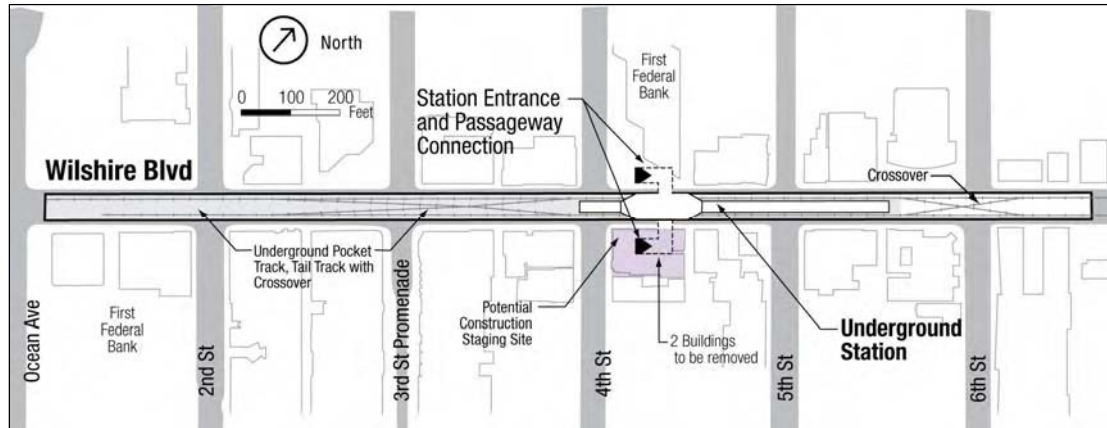 North
0 100 200
Feet
First
Federal
Bank
Station Entrance
and Passageway
Connection
Wilshire Blvd
Crossover
Underground Pocket
Track, Tail Track with
Crossover
First
Federal
Bank
Potential
Construction
Staging Site
2 Buildings
to be removed
Underground
Station
Ocean Ave
2nd St
3rd St Promenade
4th St
5th St
6th St